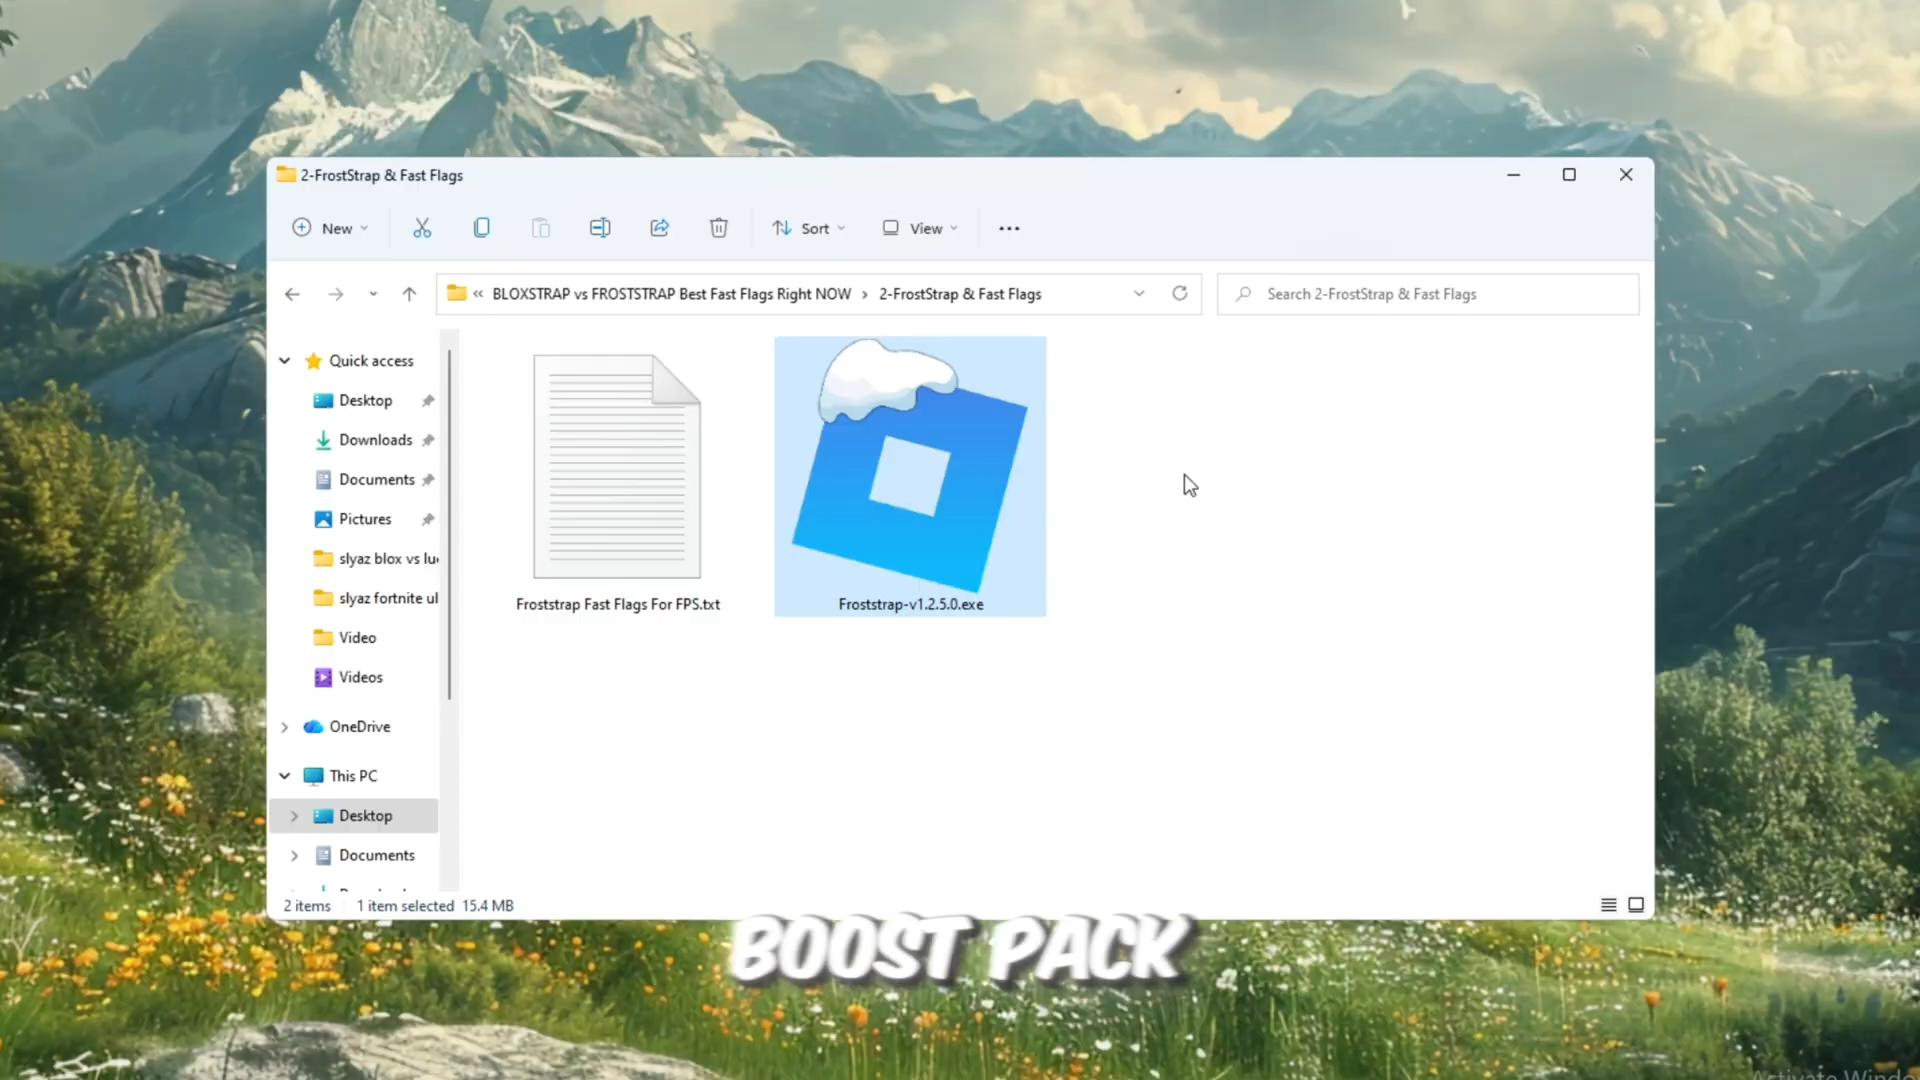 2-FrostStrap & Fast Flags
New
Sort
View
« BLOXSTRAP vs FROSTSTRAP Best Fast Flags Right NOW › 2-FrostStrap & Fast Flags
Search 2-FrostStrap & Fast Flags
Quick access
Desktop
Downloads
Documents
Pictures
slyaz blox vs lu
slyaz fortnite ul
Video
Videos
OneDrive
This PC
Desktop
Documents
Froststrap Fast Flags For FPS.txt
Froststrap-v1.2.5.0.exe
2 items
1 item selected 15.4 MB
BOOST PACK